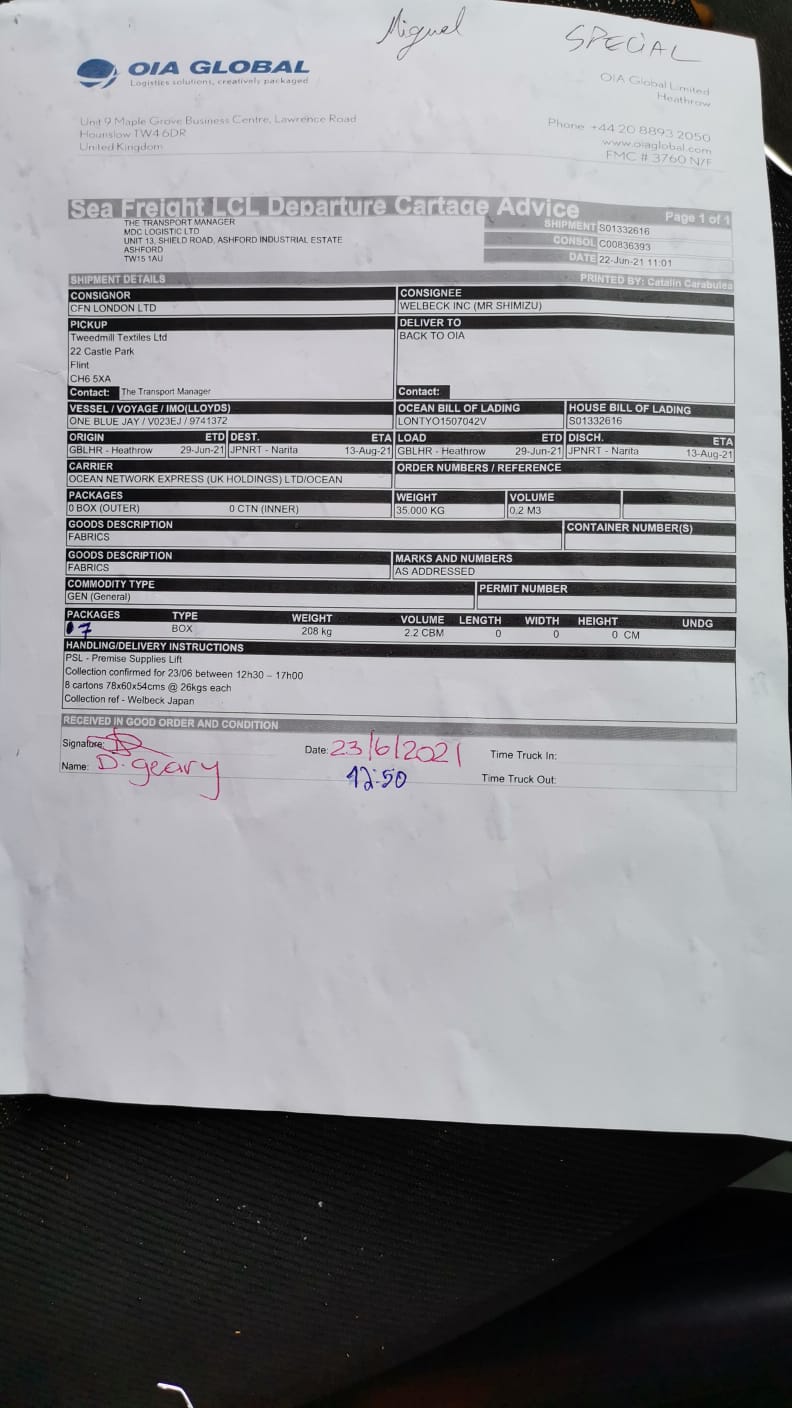 Miguel
SPECIAL
OIA GLOBAL
Logistics solutions, creatively packaged
OIA Global Limited
Heathrow
Unit 9 Maple Grove Business Centre, Lawrence Road
Hounslow TW4 6DR
United Kingdom
Phone +44 20 8893 2050
www.oiaglobal.com
FMC # 3760 N/F
Sea Freight LCL Departure Cartage Advice
Page 1 of 1
THE TRANSPORT MANAGER
MDC LOGISTIC LTD
UNIT 13, SHIELD ROAD, ASHFORD INDUSTRIAL ESTATE
ASHFORD
TW15 1AU
SHIPMENT S01332616
CONSOL C00836393
DATE 22-Jun-21 11:01
SHIPMENT DETAILS PRINTED BY: Catalin Carabulea
CONSIGNOR CONSIGNEE
CFN LONDON LTD WELBECK INC (MR SHIMIZU)
PICKUP DELIVER TO
Tweedmill Textiles Ltd BACK TO OIA
22 Castle Park
Flint
CH6 5XA
Contact: The Transport Manager Contact:
VESSEL / VOYAGE / IMO(LLOYDS) OCEAN BILL OF LADING HOUSE BILL OF LADING
ONE BLUE JAY / V023EJ / 9741372 LONTYO1507042V S01332616
ORIGIN ETD DEST. ETA LOAD ETD DISCH. ETA
GBLHR - Heathrow 29-Jun-21 JPNRT - Narita 13-Aug-21 GBLHR - Heathrow 29-Jun-21 JPNRT - Narita 13-Aug-21
CARRIER ORDER NUMBERS / REFERENCE
OCEAN NETWORK EXPRESS (UK HOLDINGS) LTD/OCEAN
PACKAGES WEIGHT VOLUME
0 BOX (OUTER) 0 CTN (INNER) 35.000 KG 0.2 M3
GOODS DESCRIPTION CONTAINER NUMBER(S)
FABRICS
GOODS DESCRIPTION MARKS AND NUMBERS
FABRICS AS ADDRESSED
COMMODITY TYPE PERMIT NUMBER
GEN (General)
PACKAGES TYPE WEIGHT VOLUME LENGTH WIDTH HEIGHT UNDG
7 BOX 208 kg 2.2 CBM 0 0 0 CM
HANDLING/DELIVERY INSTRUCTIONS
PSL - Premise Supplies Lift
Collection confirmed for 23/06 between 12h30 – 17h00
8 cartons 78x60x54cms @ 26kgs each
Collection ref - Welbeck Japan
RECEIVED IN GOOD ORDER AND CONDITION
Signature: Date: 23/6/2021 Time Truck In:
Name: D. geary 12:50 Time Truck Out: